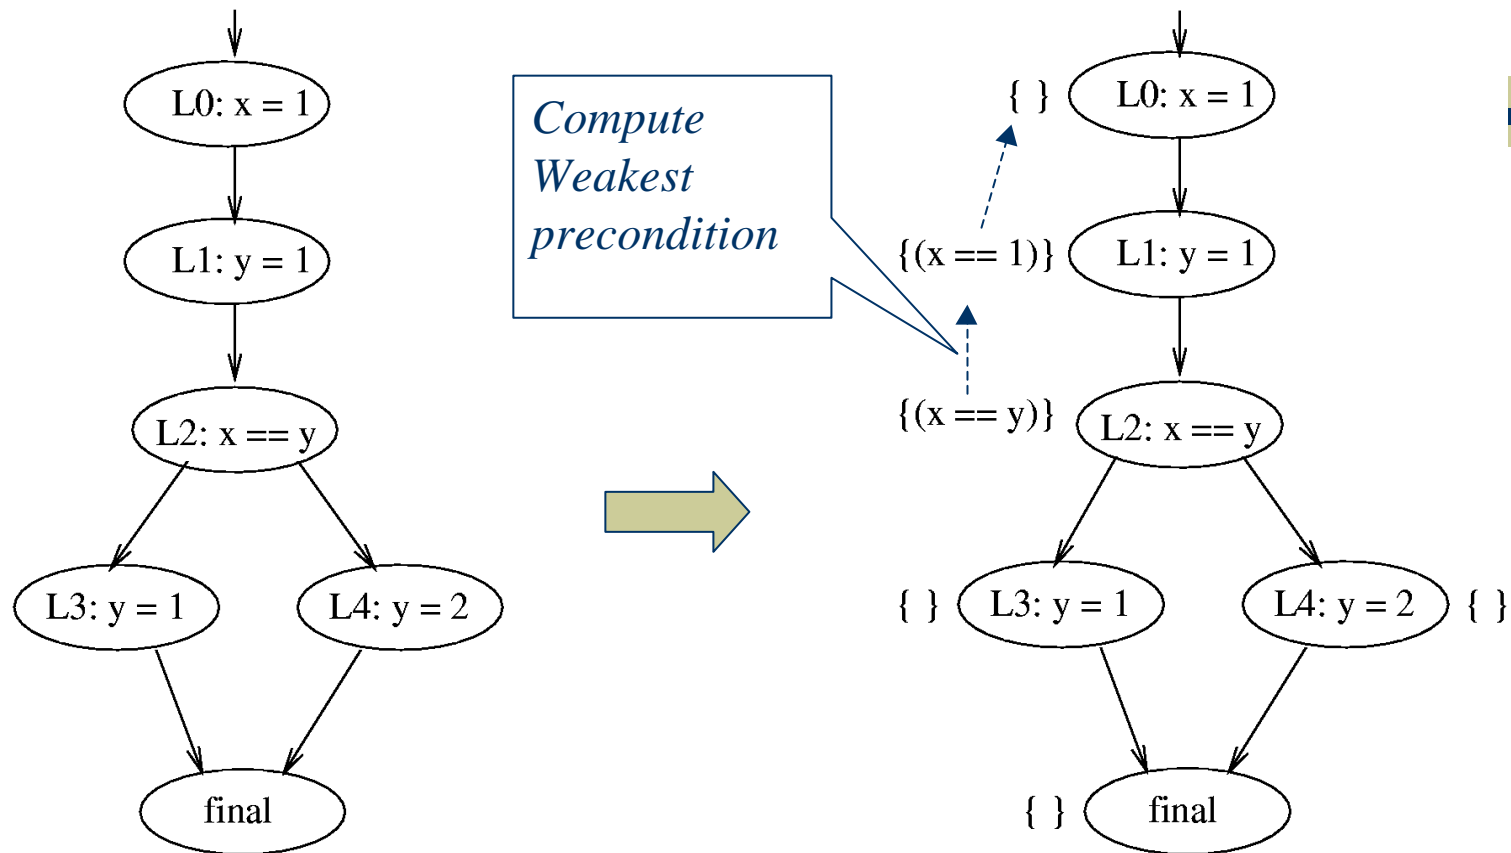 L0: x = 1
L1: y = 1
L2: x == y
L3: y = 1
L4: y = 2
final
Compute
Weakest
precondition
{ }
L0: x = 1
{(x == 1)}
L1: y = 1
{(x == y)}
L2: x == y
{ }
L3: y = 1
L4: y = 2
{ }
{ }
final